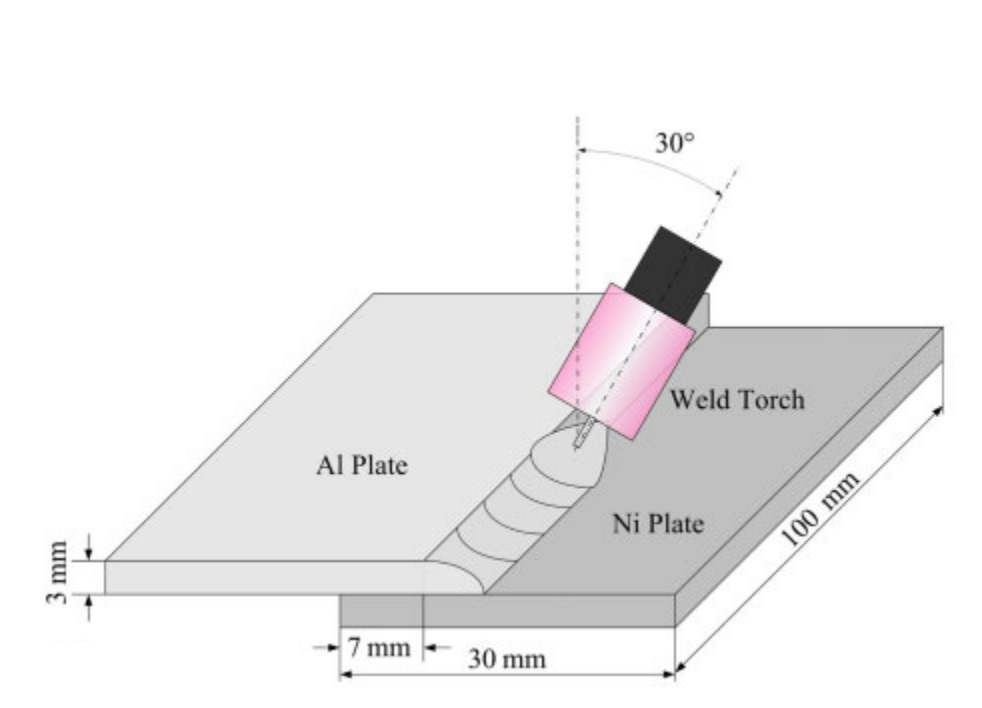 30°
Weld Torch
Al Plate
Ni Plate
100 mm
3 mm
7 mm
30 mm